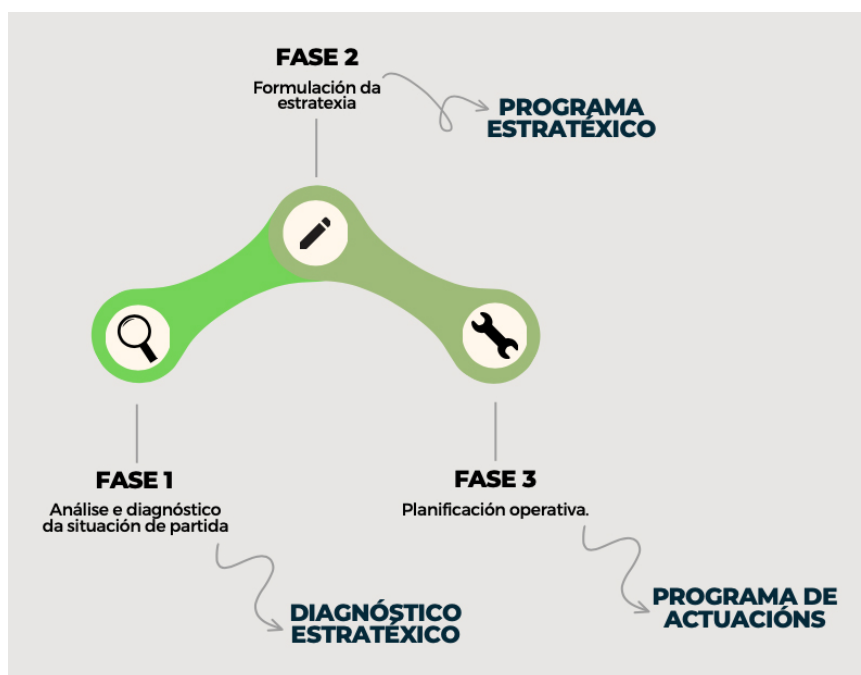 FASE 2
Formulación da
estratexia
PROGRAMA
ESTRATÉXICO
FASE 1
Análise e diagnóstico
da situación de partida
DIAGNÓSTICO
ESTRATÉXICO
FASE 3
Planificación operativa.
PROGRAMA DE
ACTUACIÓNS